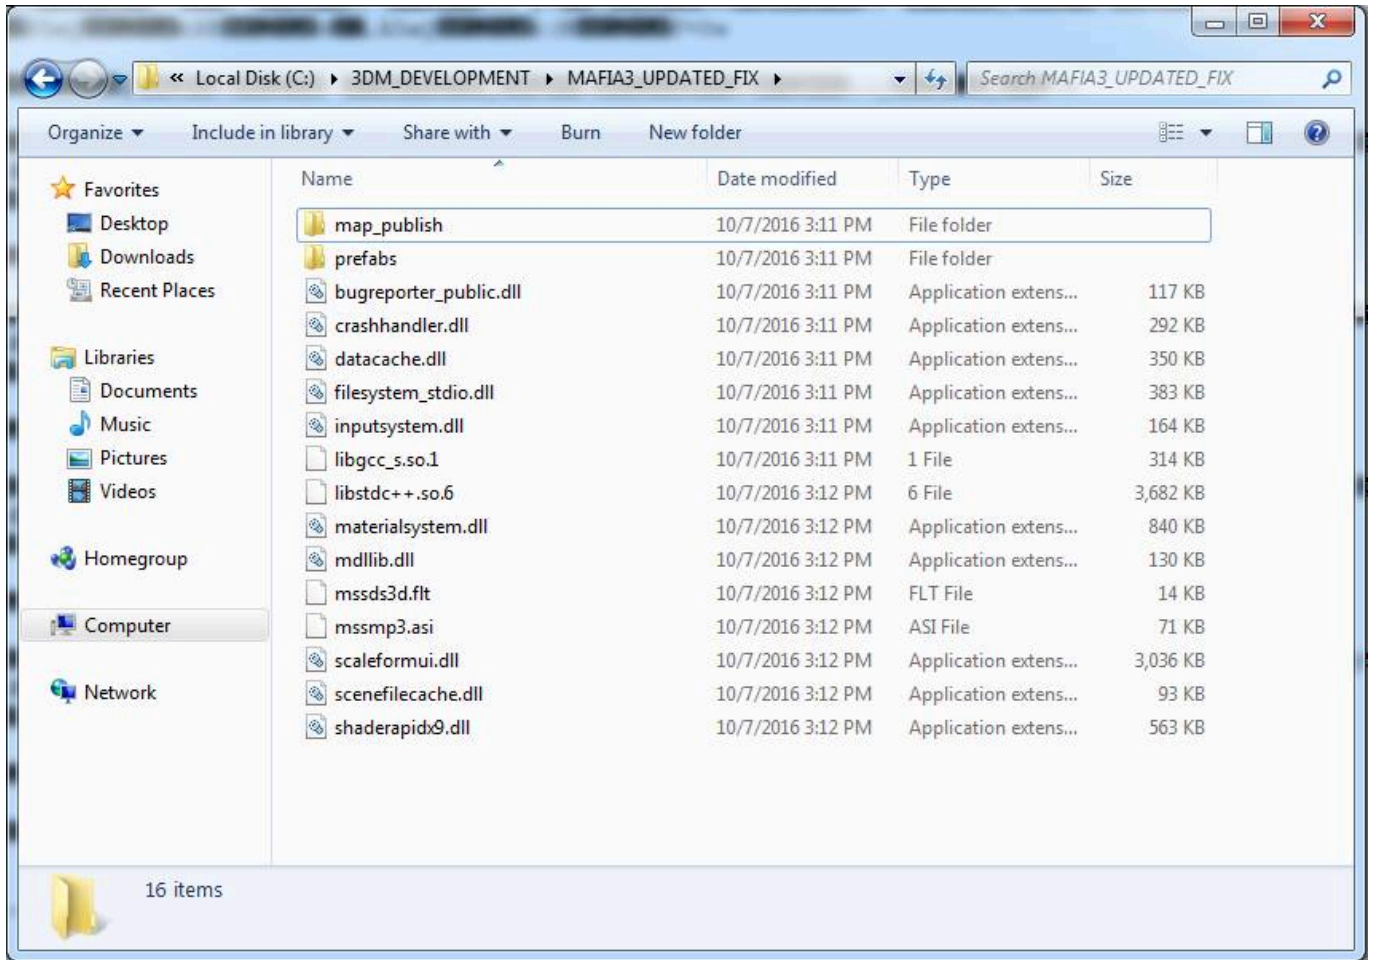 « Local Disk (C:) ▸ 3DM_DEVELOPMENT ▸ MAFIA3_UPDATED_FIX ▸ Search MAFIA3_UPDATED_FIX
Organize Include in library Share with Burn New folder
Favorites
Desktop
Downloads
Recent Places
Libraries
Documents
Music
Pictures
Videos
Homegroup
Computer
Network
Name Date modified Type Size
map_publish 10/7/2016 3:11 PM File folder
prefabs 10/7/2016 3:11 PM File folder
bugreporter_public.dll 10/7/2016 3:11 PM Application extens... 117 KB
crashhandler.dll 10/7/2016 3:11 PM Application extens... 292 KB
datacache.dll 10/7/2016 3:11 PM Application extens... 350 KB
filesystem_stdio.dll 10/7/2016 3:11 PM Application extens... 383 KB
inputsystem.dll 10/7/2016 3:11 PM Application extens... 164 KB
libgcc_s.so.1 10/7/2016 3:11 PM 1 File 314 KB
libstdc++.so.6 10/7/2016 3:12 PM 6 File 3,682 KB
materialsystem.dll 10/7/2016 3:12 PM Application extens... 840 KB
mdllib.dll 10/7/2016 3:12 PM Application extens... 130 KB
mssds3d.flt 10/7/2016 3:12 PM FLT File 14 KB
mssmp3.asi 10/7/2016 3:12 PM ASI File 71 KB
scaleformui.dll 10/7/2016 3:12 PM Application extens... 3,036 KB
scenefilecache.dll 10/7/2016 3:12 PM Application extens... 93 KB
shaderapidx9.dll 10/7/2016 3:12 PM Application extens... 563 KB
16 items